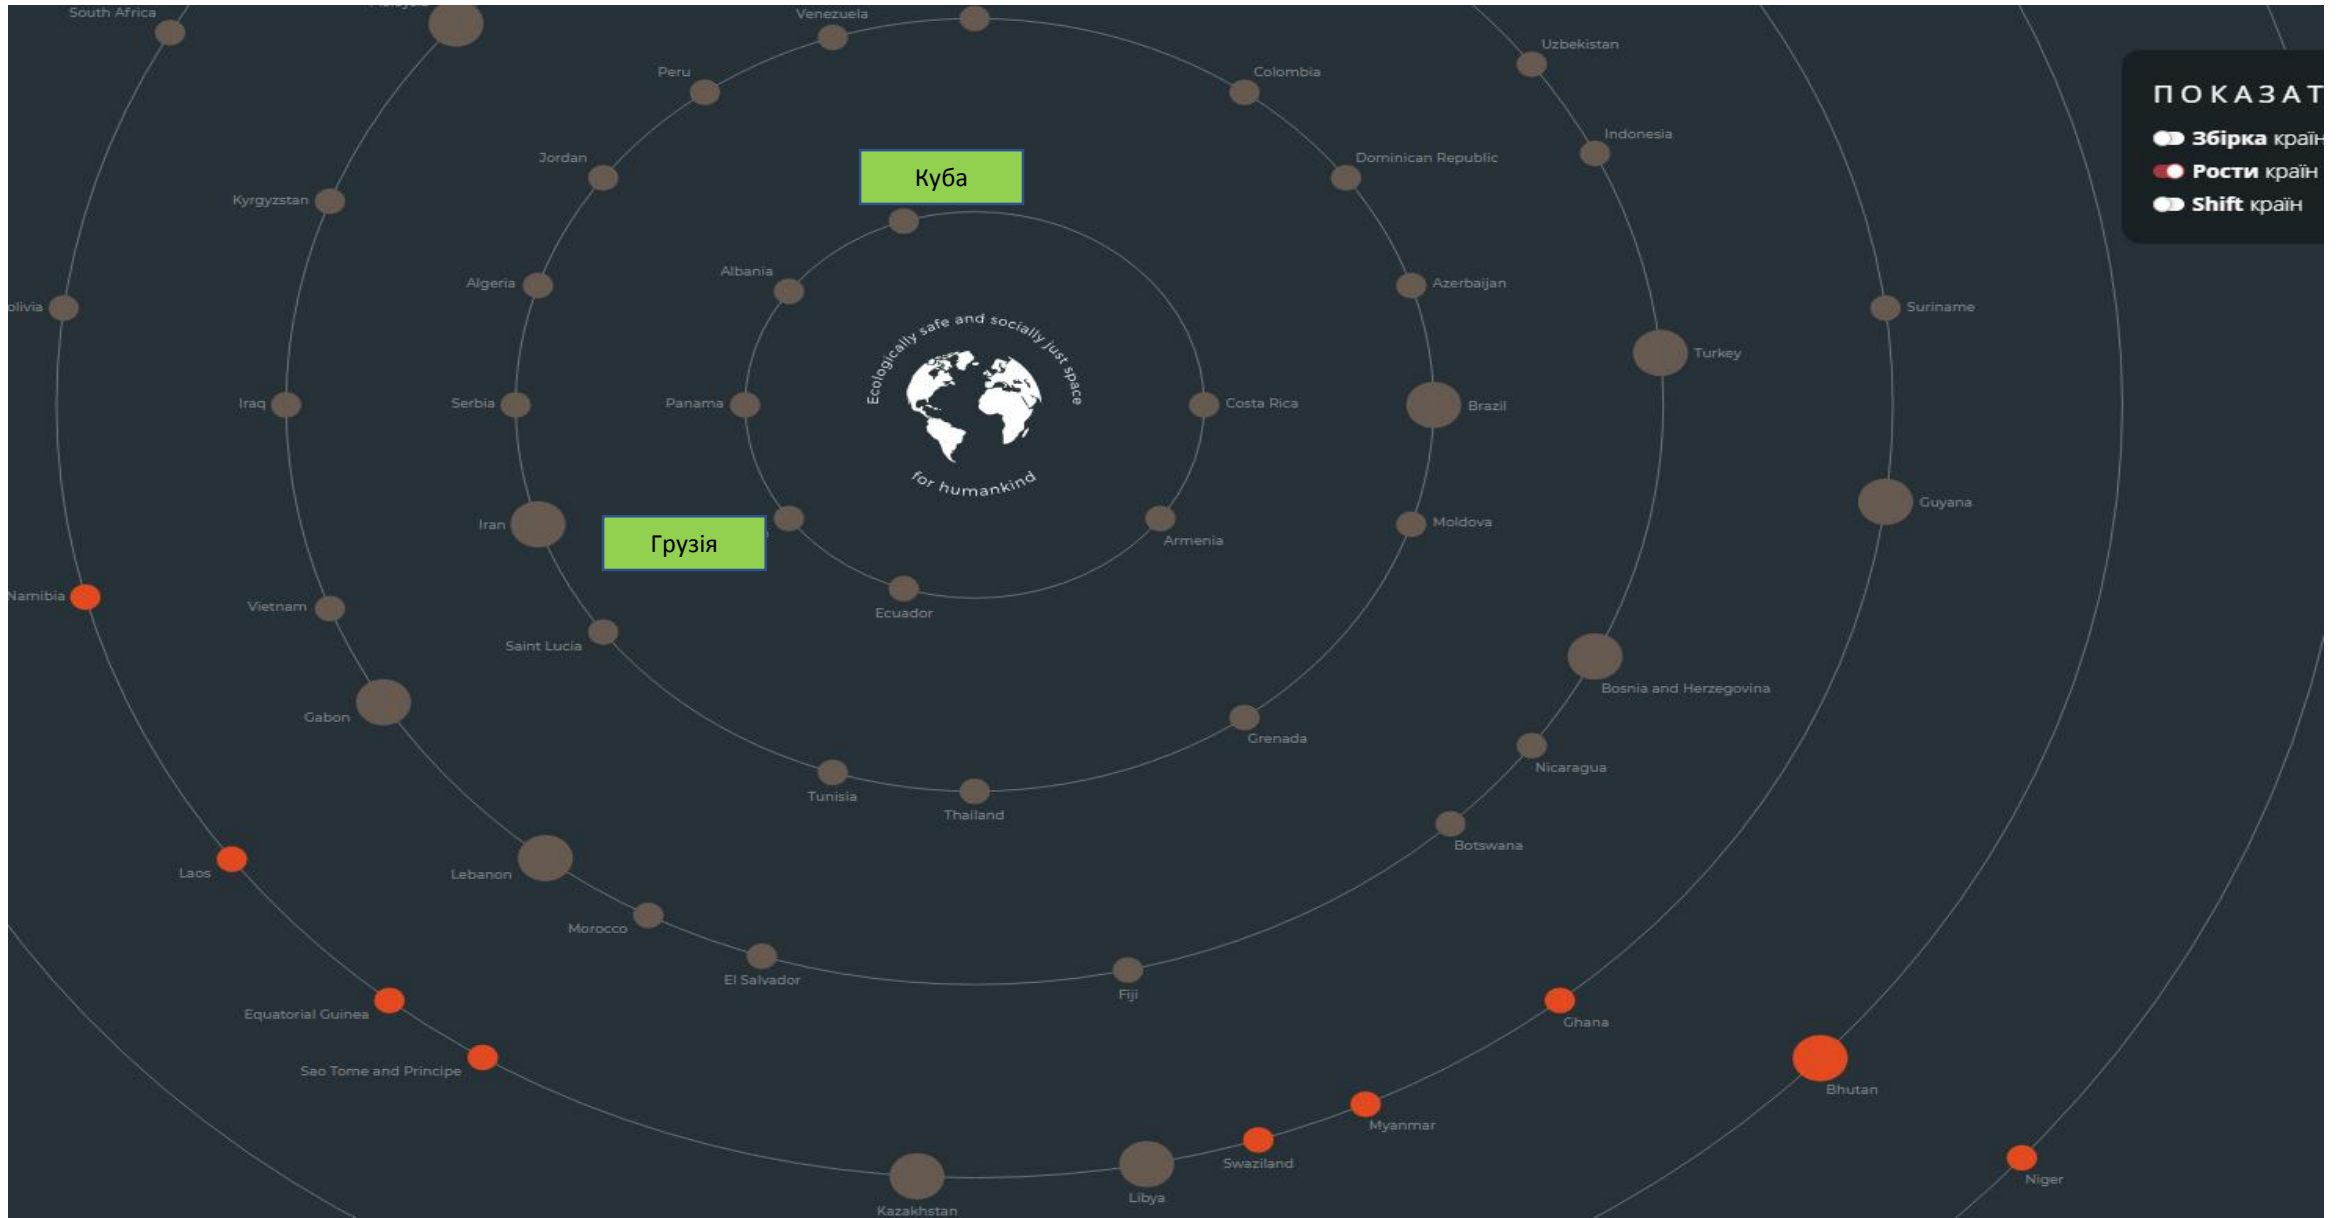 South Africa
Venezuela
Uzbekistan
Peru
Colombia
ПОКАЗАТ
Збірка країн
Рости країн
Shift країн
Indonesia
Jordan
Dominican Republic
Куба
Kyrgyzstan
Albania
Algeria
Azerbaijan
olivia
Suriname
Ecologically safe and socially just space
for humankind
Turkey
Iraq
Serbia
Panama
Costa Rica
Brazil
Guyana
Iran
Грузія
Armenia
Moldova
Namibia
Vietnam
Ecuador
Saint Lucia
Bosnia and Herzegovina
Gabon
Grenada
Nicaragua
Tunisia
Thailand
Botswana
Laos
Lebanon
Morocco
El Salvador
Fiji
Equatorial Guinea
Ghana
Sao Tome and Principe
Bhutan
Myanmar
Swaziland
Niger
Libya
Kazakhstan